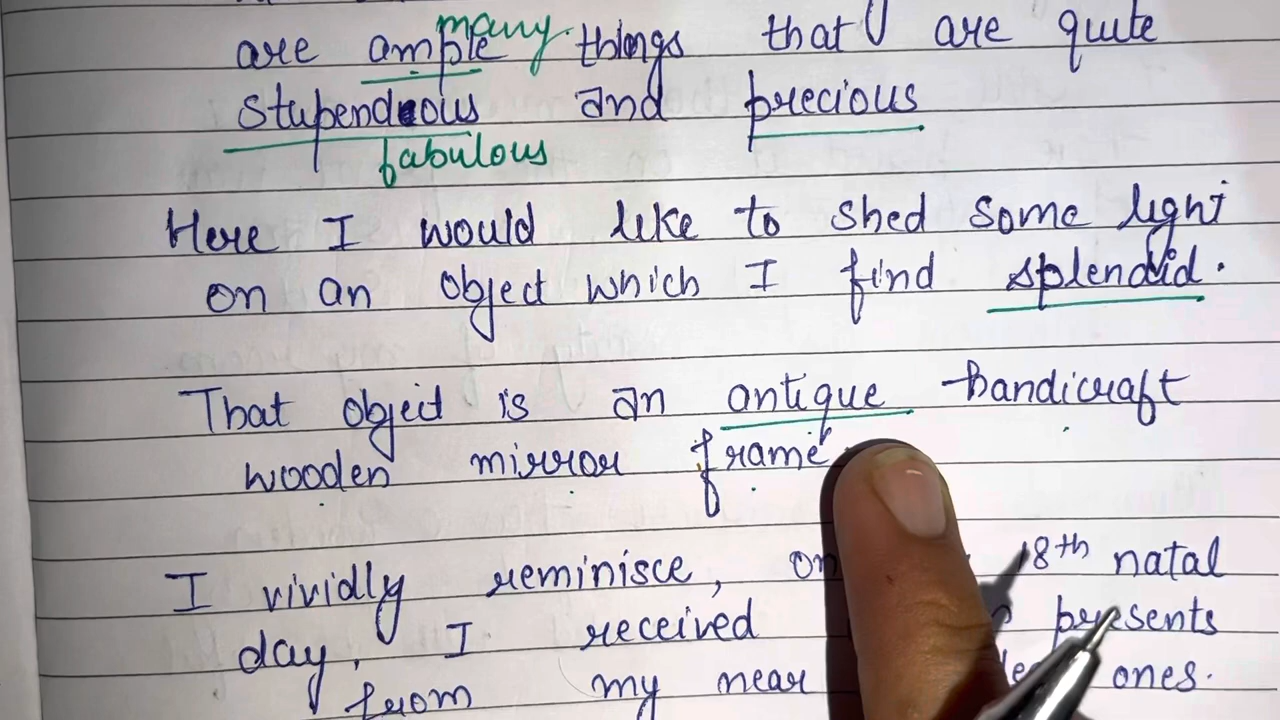 many.
are ample things that are quite
stupendous and precious
fabulous
Here I would like to shed some light
on an object which I find splendid.
That object is an antique handicraft
wooden mirror frame
I vividly reminisce, on 18th natal
day, I received presents
from my near ones.